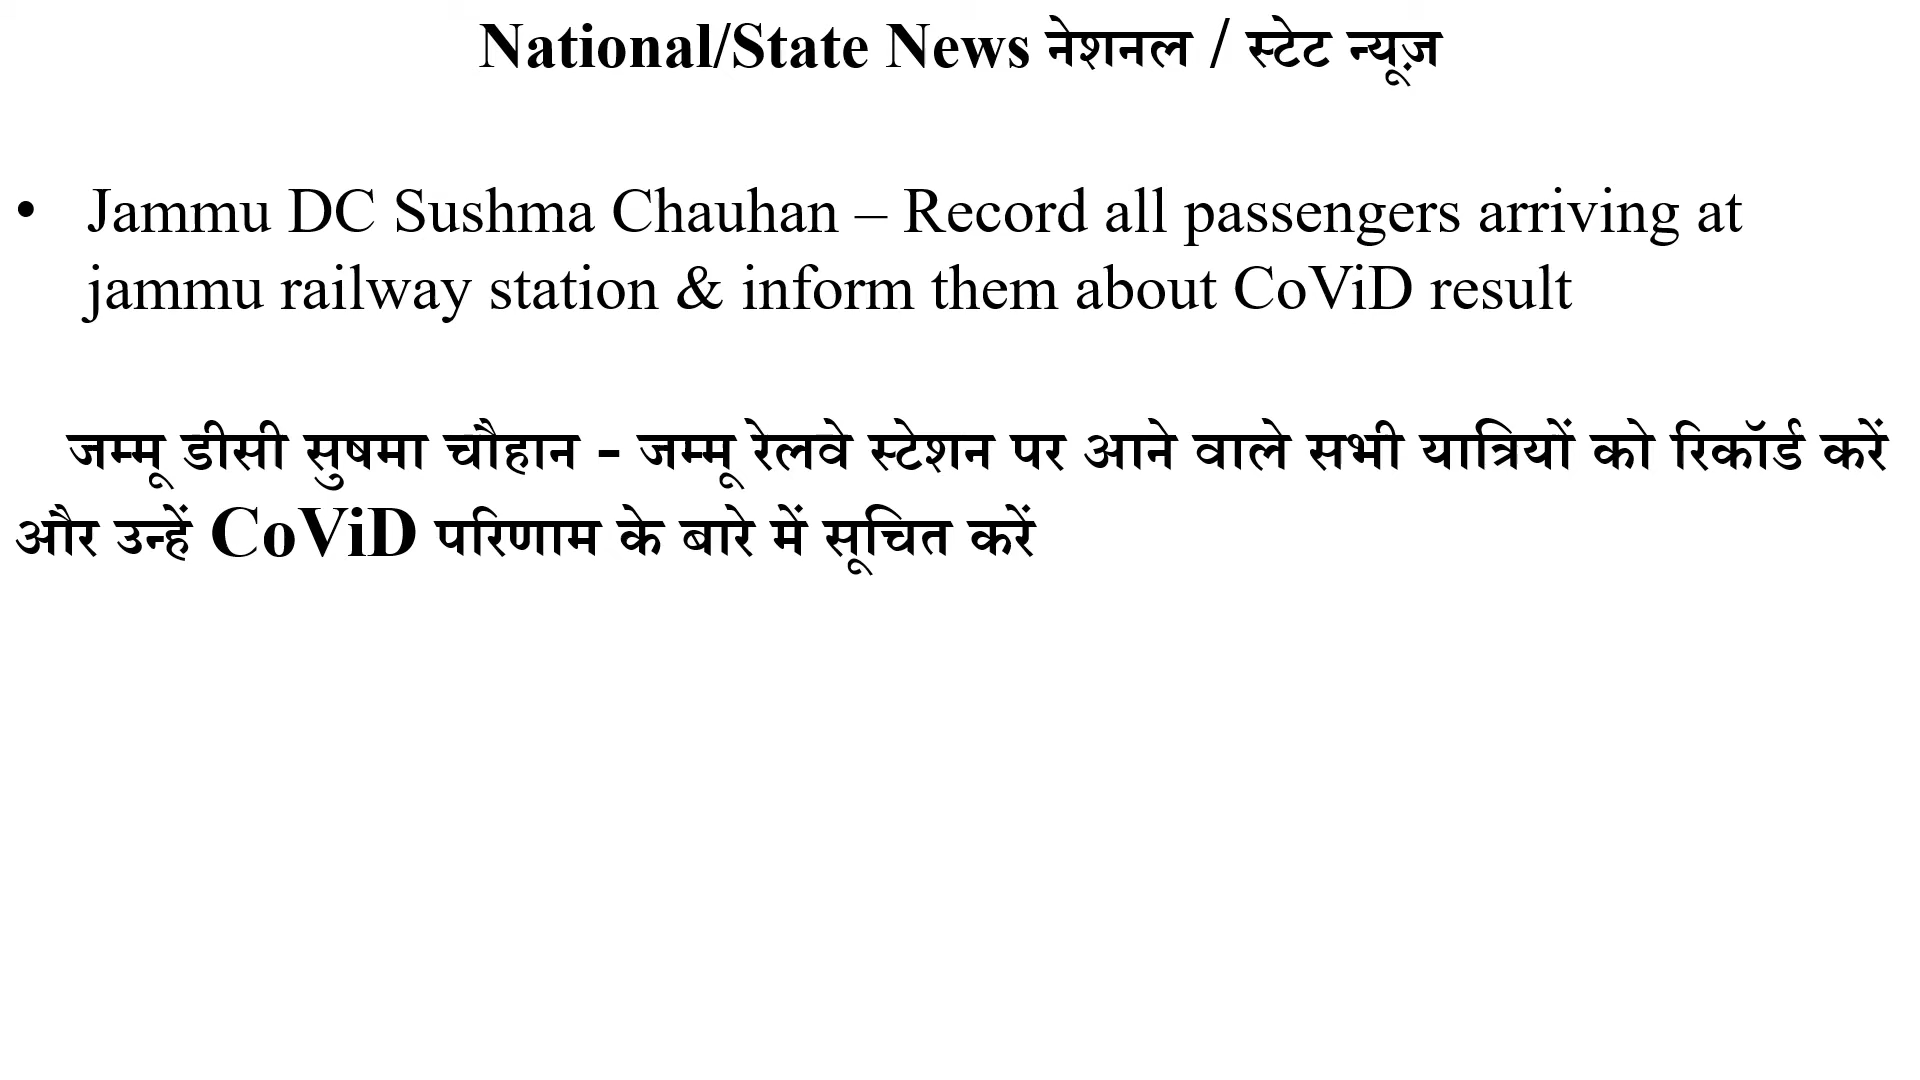 National/State News नेशनल / स्टेट न्यूज़
• Jammu DC Sushma Chauhan – Record all passengers arriving at
jammu railway station & inform them about CoViD result
जम्मू डीसी सुषमा चौहान - जम्मू रेलवे स्टेशन पर आने वाले सभी यात्रियों को रिकॉर्ड करें
और उन्हें CoViD परिणाम के बारे में सूचित करें